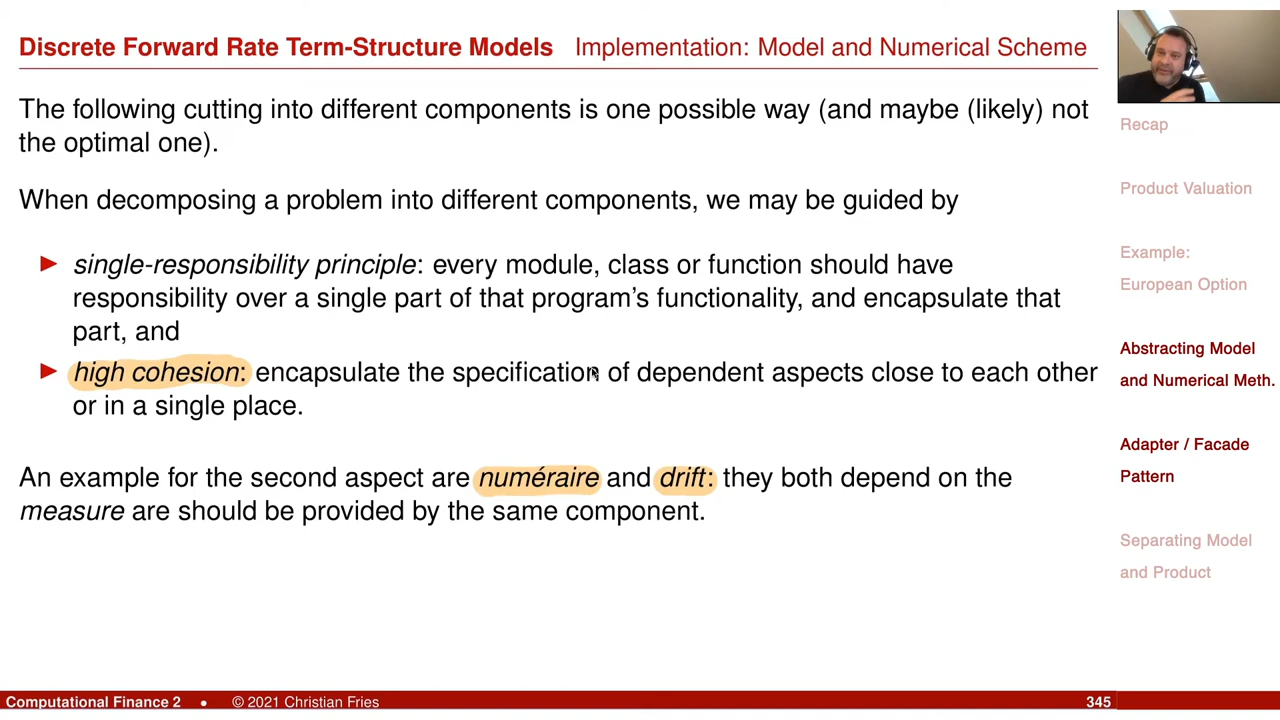 Discrete Forward Rate Term-Structure Models Implementation: Model and Numerical Scheme
The following cutting into different components is one possible way (and maybe (likely) not
the optimal one).
When decomposing a problem into different components, we may be guided by
single-responsibility principle: every module, class or function should have
responsibility over a single part of that program's functionality, and encapsulate that
part, and
high cohesion: encapsulate the specification of dependent aspects close to each other
or in a single place.
An example for the second aspect are numéraire and drift: they both depend on the
measure are should be provided by the same component.
Recap
Product Valuation
Example:
European Option
Abstracting Model
and Numerical Meth.
Adapter / Facade
Pattern
Separating Model
and Product
Computational Finance 2 • © 2021 Christian Fries 345